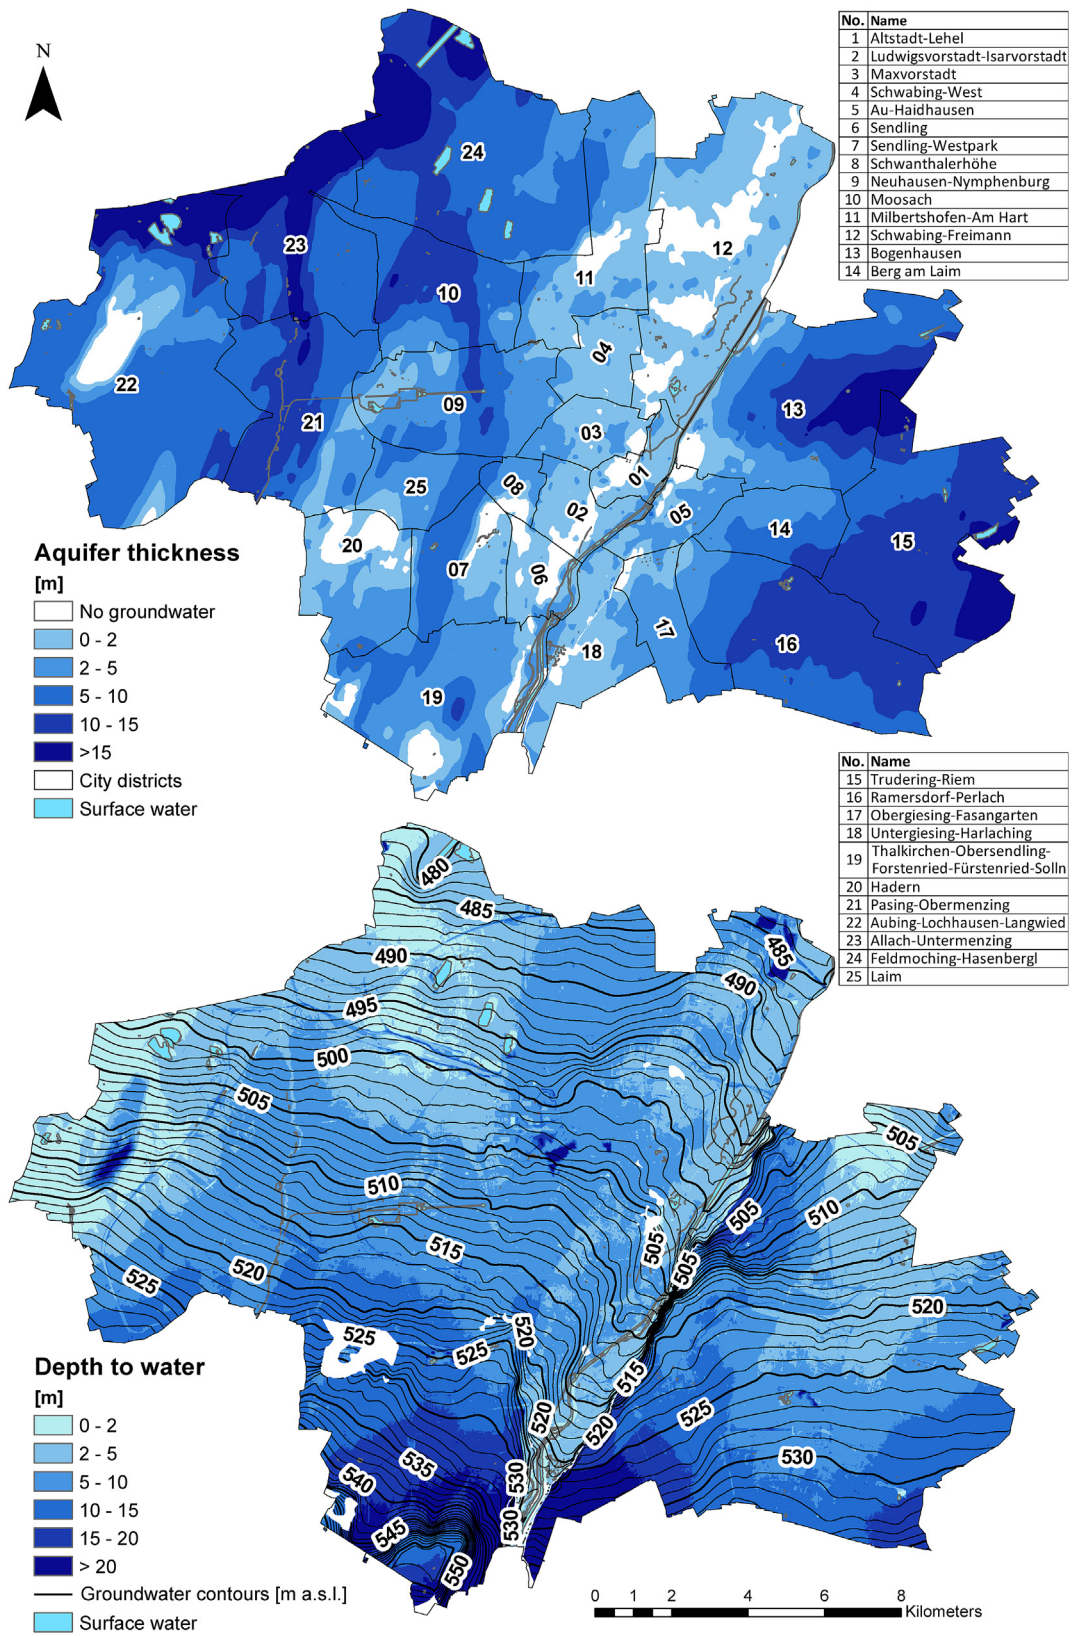 N
No. Name
1 Altstadt-Lehel
2 Ludwigsvorstadt-Isarvorstadt
3 Maxvorstadt
4 Schwabing-West
5 Au-Haidhausen
6 Sendling
7 Sendling-Westpark
8 Schwanthalerhöhe
9 Neuhausen-Nymphenburg
10 Moosach
11 Milbertshofen-Am Hart
12 Schwabing-Freimann
13 Bogenhausen
14 Berg am Laim
24
23
12
11
10
04
22
09
13
21
03
25
08
01
02
05
14
15
20
07
06
17
16
18
19
Aquifer thickness
[m]
No groundwater
0 - 2
2 - 5
5 - 10
10 - 15
>15
City districts
Surface water
No. Name
15 Trudering-Riem
16 Ramersdorf-Perlach
17 Obergiesing-Fasangarten
18 Untergiesing-Harlaching
19 Thalkirchen-Obersendling-
Forstenried-Fürstenried-Solln
20 Hadern
21 Pasing-Obermenzing
22 Aubing-Lochhausen-Langwied
23 Allach-Untermenzing
24 Feldmoching-Hasenbergl
25 Laim
480
485
485
490
490
495
500
505
505
510
505
510
515
505
505
520
525
520
525
520
525
515
525
520
520
535
530
530
540
545
530
550
Depth to water
[m]
0 - 2
2 - 5
5 - 10
10 - 15
15 - 20
> 20
Groundwater contours [m a.s.l.]
Surface water
0 2 4 6 8
Kilometers